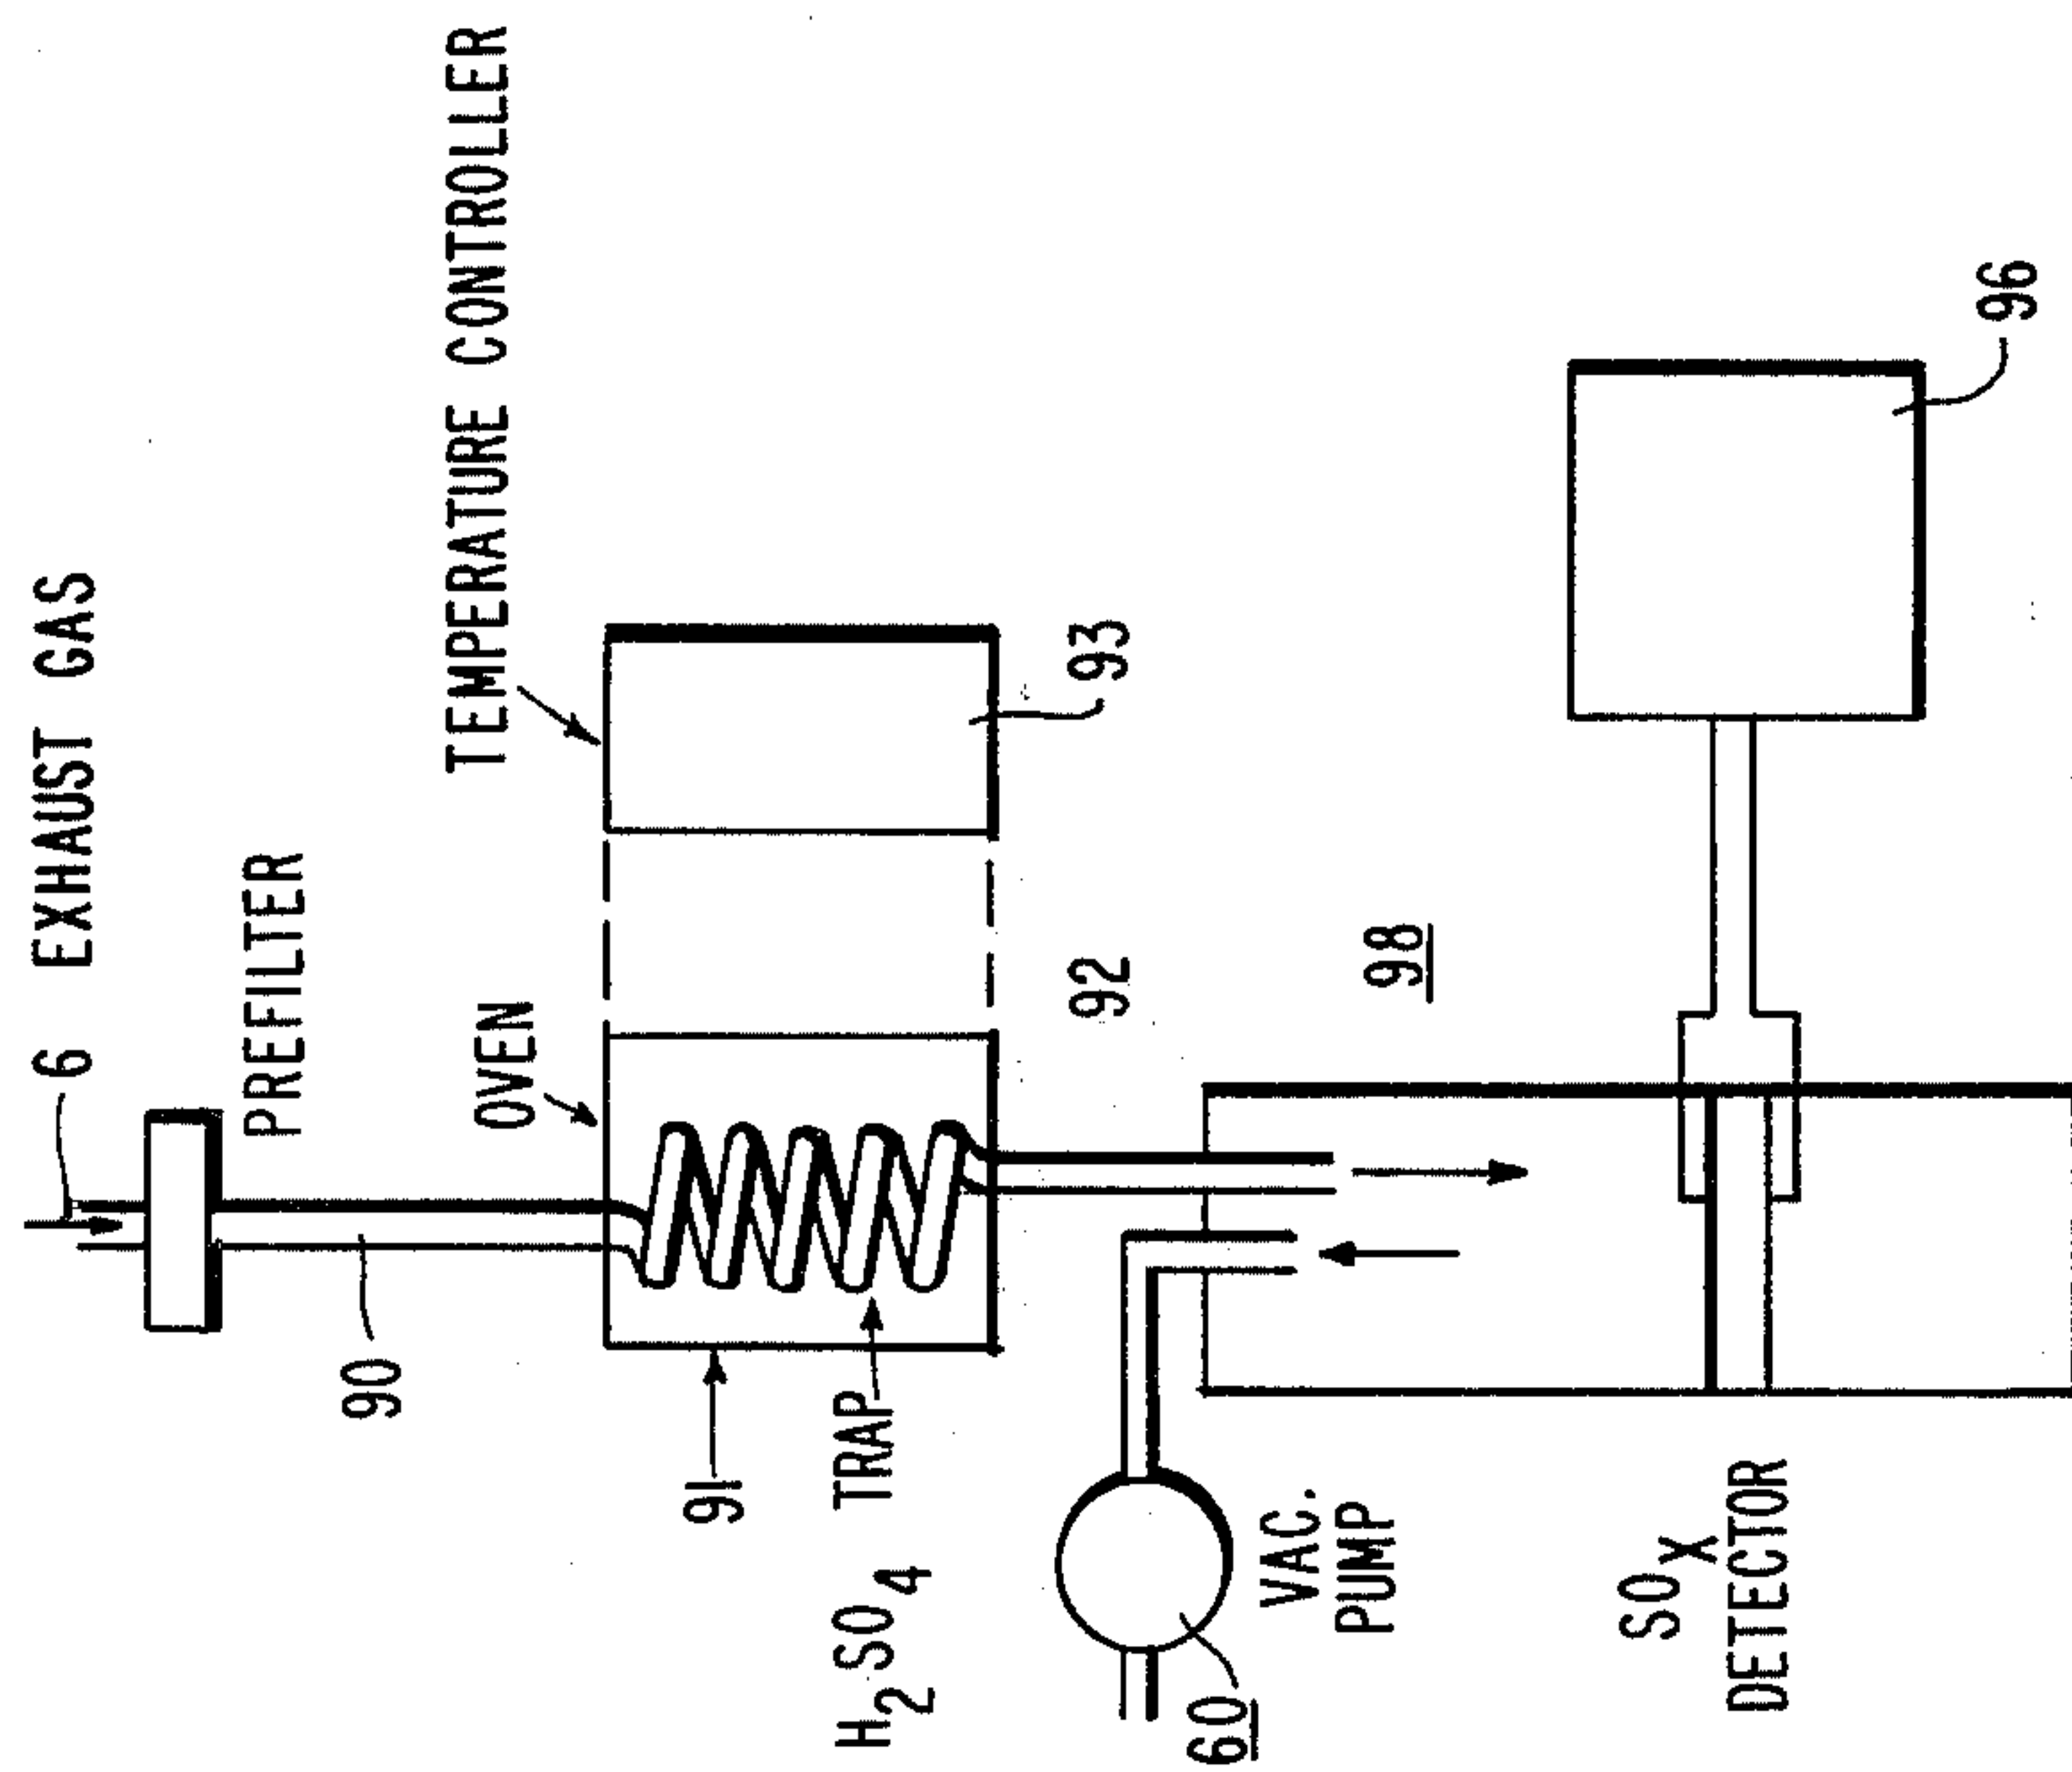 6 EXHAUST GAS
PREFILTER
90
OVEN
TEMPERATURE CONTROLLER
91
H2SO4 TRAP
92
93
60
VAC.
PUMP
98
SOX
DETECTOR
96